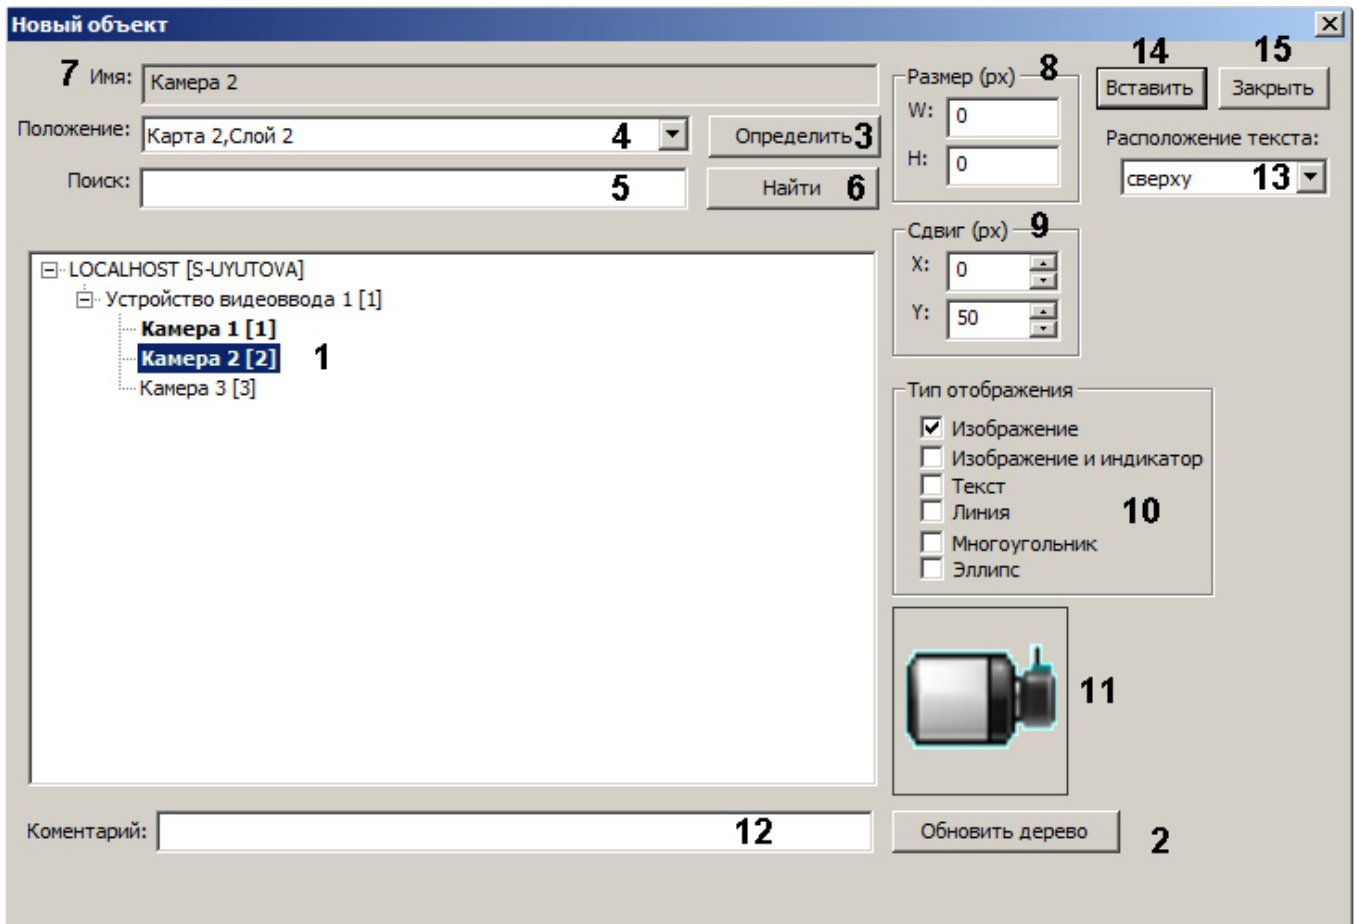 Новый объект
7 Имя: Камера 2
Положение: Карта 2,Слой 2 4 Определить 3
Поиск: 5 Найти 6
Размер (px) 8
W: 0
H: 0
14 15
Вставить Закрыть
Расположение текста:
сверху 13
Сдвиг (px) 9
X: 0
Y: 50
LOCALHOST [S-UYUTOVA]
Устройство видеоввода 1 [1]
Камера 1 [1]
Камера 2 [2] 1
Камера 3 [3]
Тип отображения
Изображение
Изображение и индикатор
Текст
Линия 10
Многоугольник
Эллипс
11
Коментарий: 12 Обновить дерево 2